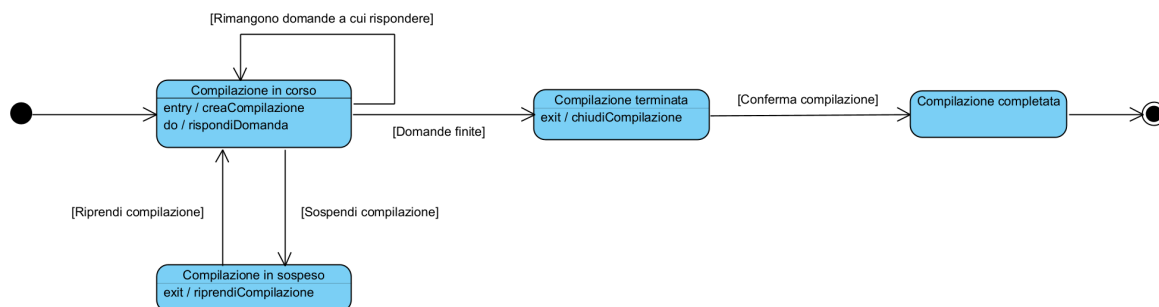 [Rimangono domande a cui rispondere]
Compilazione in corso
entry / creaCompilazione
do / rispondiDomanda
[Domande finite]
Compilazione terminata
exit / chiudiCompilazione
[Conferma compilazione]
Compilazione completata
[Riprendi compilazione]
[Sospendi compilazione]
Compilazione in sospeso
exit / riprendiCompilazione